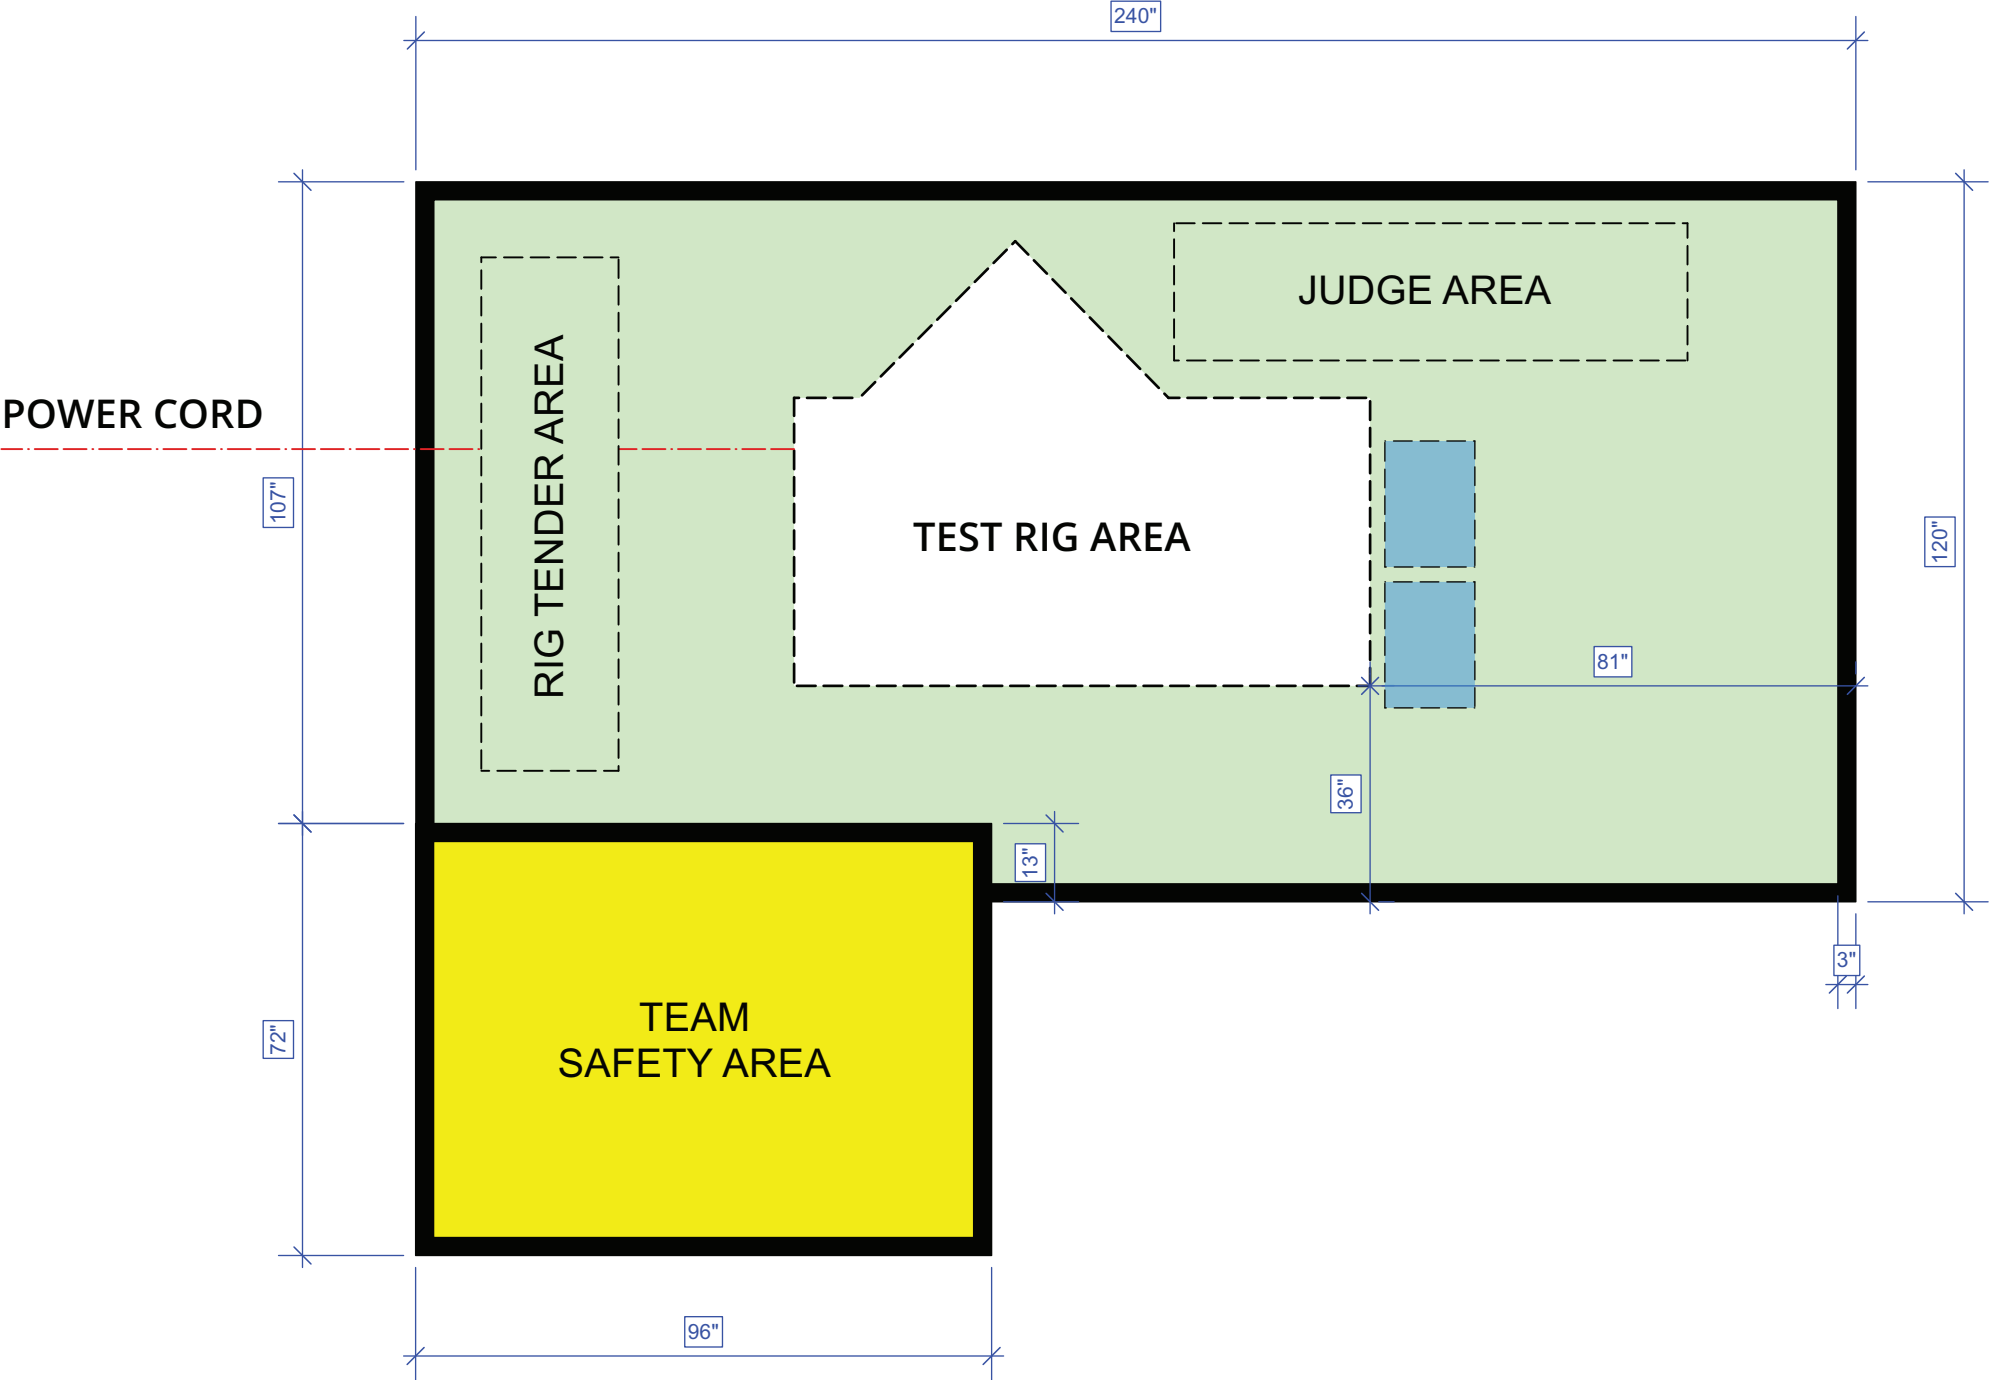 240"
JUDGE AREA
RIG TENDER AREA
POWER CORD
107"
TEST RIG AREA
120"
81"
36"
13"
3"
TEAM
SAFETY AREA
72"
96"